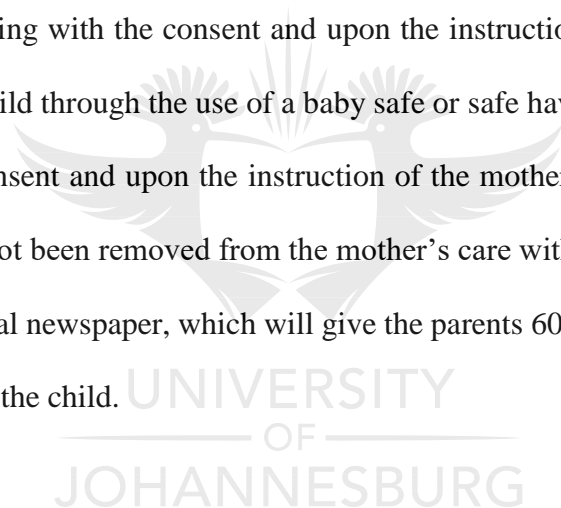 ing with the consent and upon the instructio
ild through the use of a baby safe or safe hav
nsent and upon the instruction of the mother
ot been removed from the mother’s care with
al newspaper, which will give the parents 60
the child.
UNIVERSITY
OF
JOHANNESBURG